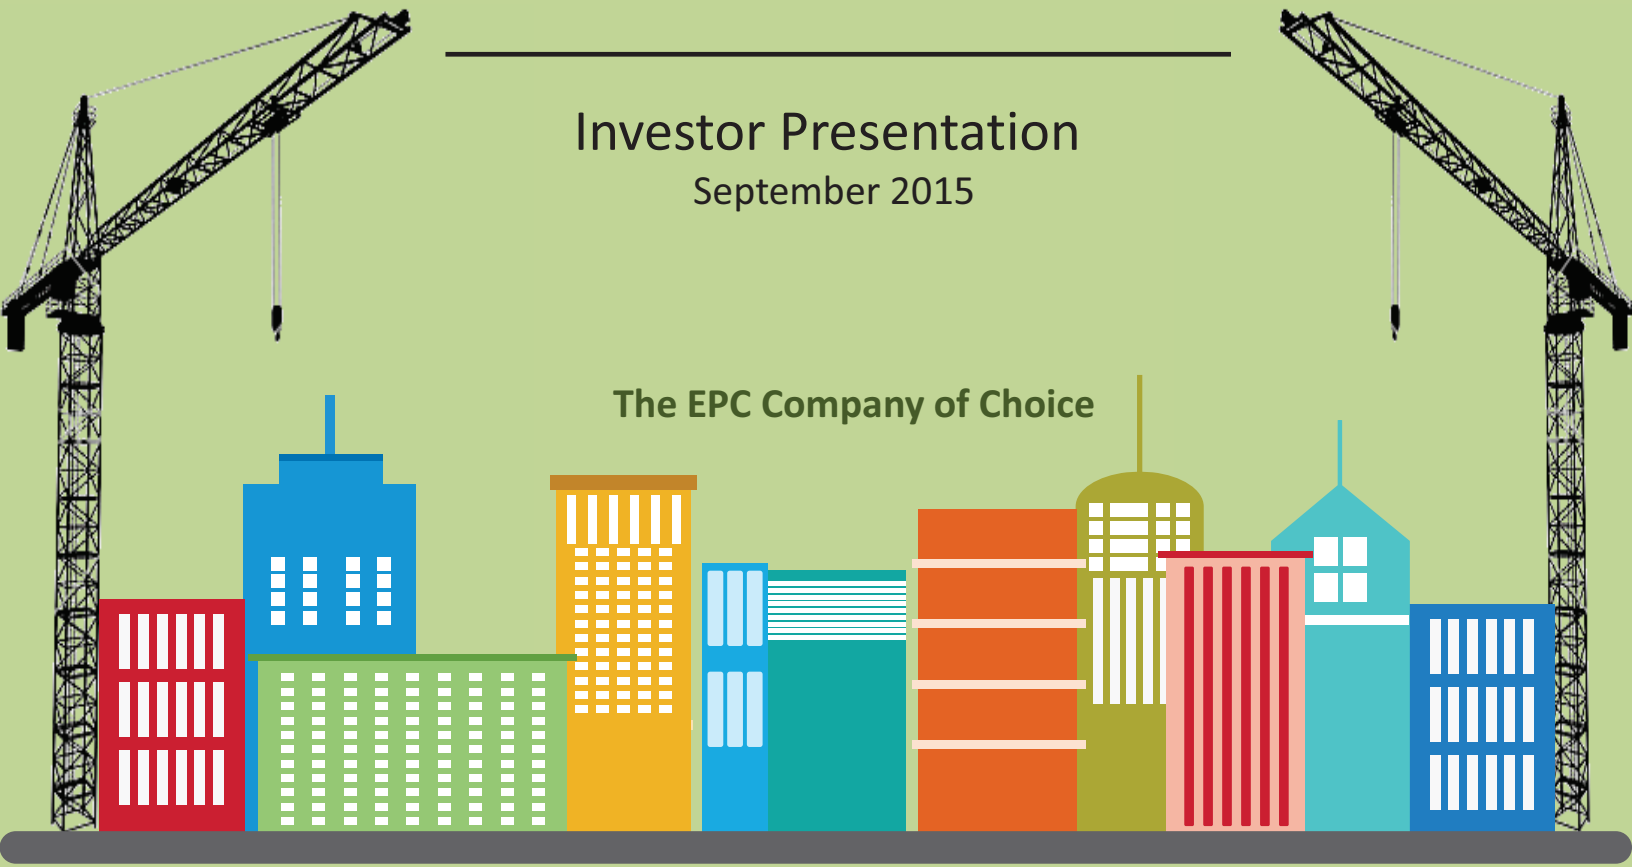 Investor Presentation
September 2015
The EPC Company of Choice